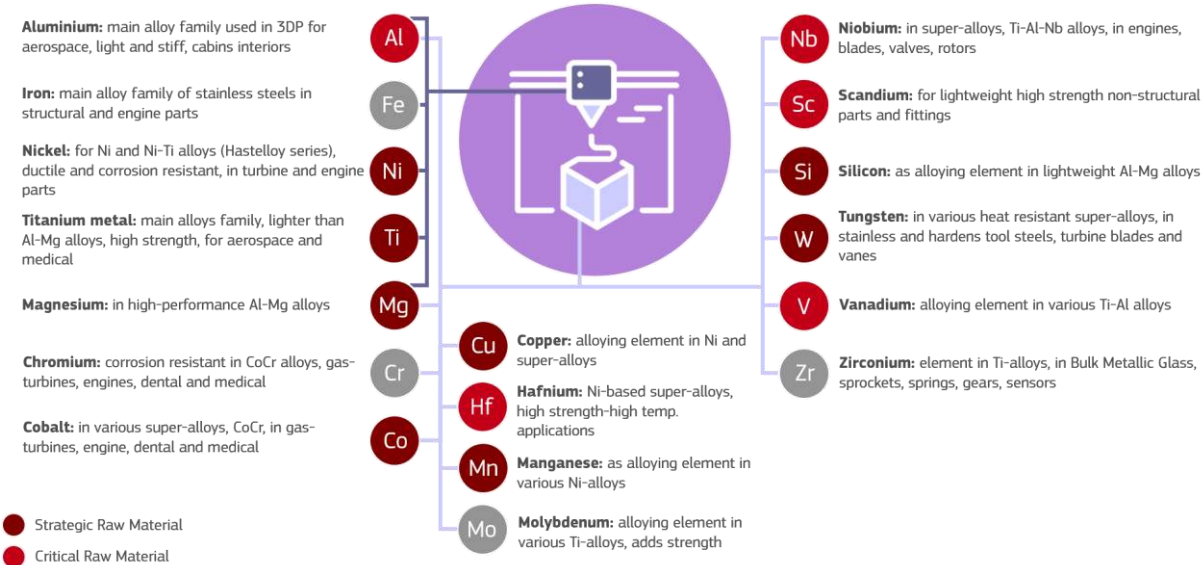 Aluminium: main alloy family used in 3DP for
aerospace, light and stiff, cabins interiors
Al
Iron: main alloy family of stainless steels in
structural and engine parts
Fe
Nickel: for Ni and Ni-Ti alloys (Hastelloy series),
ductile and corrosion resistant, in turbine and engine
parts
Ni
Titanium metal: main alloys family, lighter than
Al-Mg alloys, high strength, for aerospace and
medical
Ti
Magnesium: in high-performance Al-Mg alloys
Mg
Chromium: corrosion resistant in CoCr alloys, gas-
turbines, engines, dental and medical
Cr
Cobalt: in various super-alloys, CoCr, in gas-
turbines, engine, dental and medical
Co
Cu
Copper: alloying element in Ni and
super-alloys
Hf
Hafnium: Ni-based super-alloys,
high strength-high temp.
applications
Mn
Manganese: as alloying element in
various Ni-alloys
Mo
Molybdenum: alloying element in
various Ti-alloys, adds strength
Nb
Niobium: in super-alloys, Ti-Al-Nb alloys, in engines,
blades, valves, rotors
Sc
Scandium: for lightweight high strength non-structural
parts and fittings
Si
Silicon: as alloying element in lightweight Al-Mg alloys
W
Tungsten: in various heat resistant super-alloys, in
stainless and hardens tool steels, turbine blades and
vanes
V
Vanadium: alloying element in various Ti-Al alloys
Zr
Zirconium: element in Ti-alloys, in Bulk Metallic Glass,
sprockets, springs, gears, sensors
Strategic Raw Material
Critical Raw Material